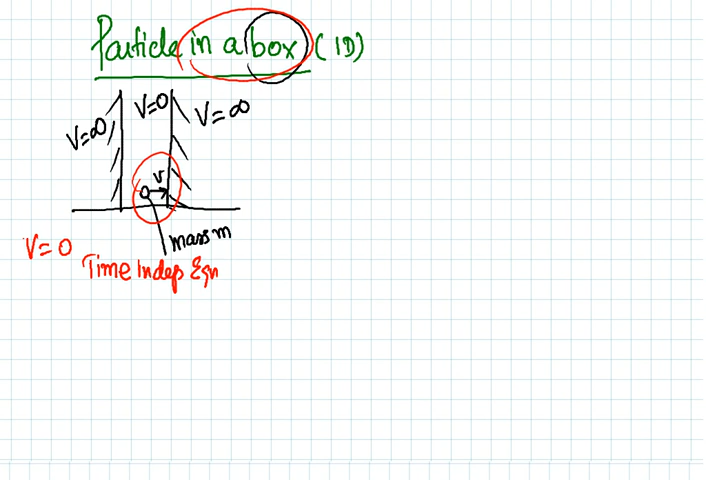 Particle in a box (1D)
V=∞ V=0 V=∞
v
mass m
V=0
Time Indep Eqn